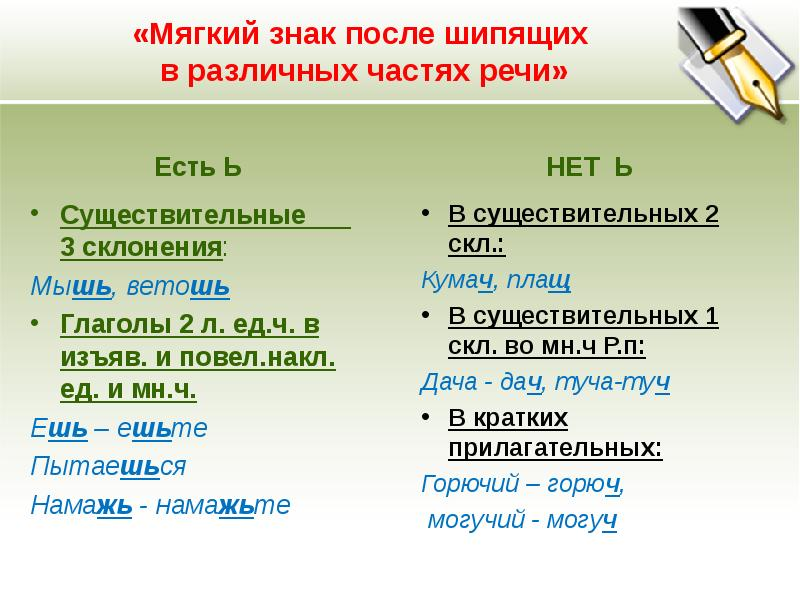 «Мягкий знак после шипящих
в различных частях речи»
Есть Ь
• Существительные
3 склонения:
Мышь, ветошь
• Глаголы 2 л. ед.ч. в
изъяв. и повел.накл.
ед. и мн.ч.
Ешь – ешьте
Пытаешься
Намажь - намажьте
НЕТ Ь
• В существительных 2
скл.:
Кумач, плащ
• В существительных 1
скл. во мн.ч Р.п:
Дача - дач, туча-туч
• В кратких
прилагательных:
Горючий – горюч,
могучий - могуч